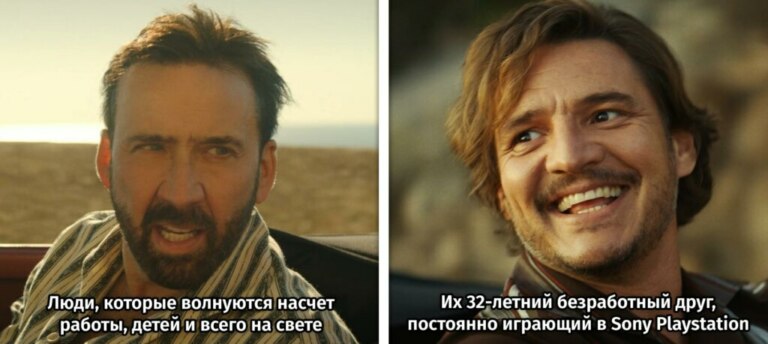 Люди, которые волнуются насчет
работы, детей и всего на свете
Их 32-летний безработный друг,
постоянно играющий в Sony Playstation